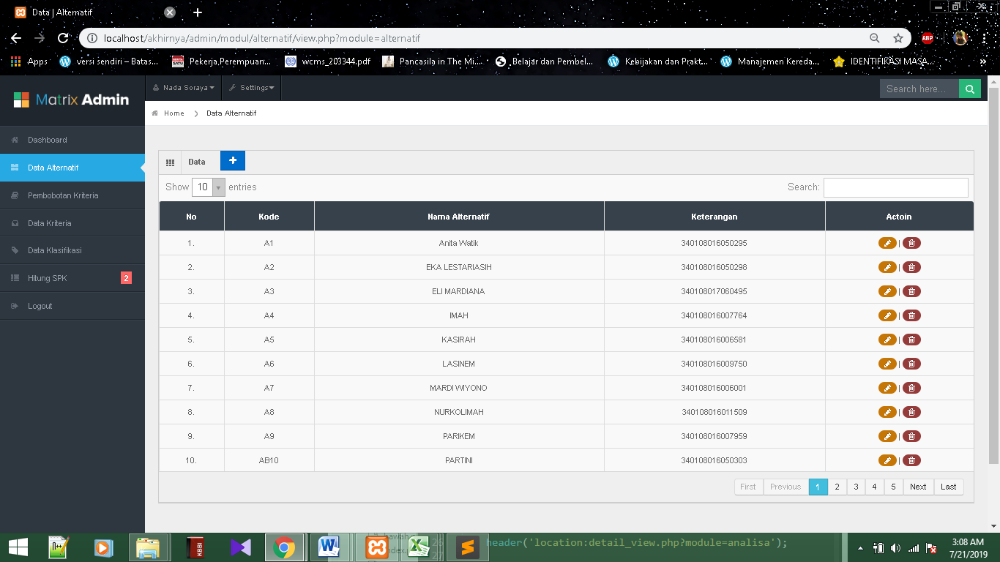 Data | Alternatif
localhost/akhirnya/admin/modul/alternatif/view.php?module=alternatif
ABP
Apps versi sendiri – Batas... Pekerja Perempuan... wcms_203344.pdf Pancasila in The Mi... Belajar dan Pembel... Kebijakan dan Prakt... Manajemen Kereda... IDENTIFIKASI MASA... »
Matrix Admin
Nada Soraya Settings Search here...
Home Data Alternatif
Dashboard
Data Alternatif
Pembobotan Kriteria
Data Kriteria
Data Klasifikasi
Hitung SPK 2
Logout
Data +
Show 10 entries Search:
No Kode Nama Alternatif Keterangan Actoin
1. A1 Anita Watik 340108016050295 |
2. A2 EKA LESTARIASIH 340108016050298 |
3. A3 ELI MARDIANA 340108017060495 |
4. A4 IMAH 340108016007764 |
5. A5 KASIRAH 340108016006581 |
6. A6 LASINEM 340108016009750 |
7. A7 MARDI WIYONO 340108016006001 |
8. A8 NURKOLIMAH 340108016011509 |
9. A9 PARIKEM 340108016007959 |
10. AB10 PARTINI 340108016050303 |
First Previous 1 2 3 4 5 Next Last
KBBI
header('location:detail_view.php?module=analisa');
3:08 AM
7/21/2019